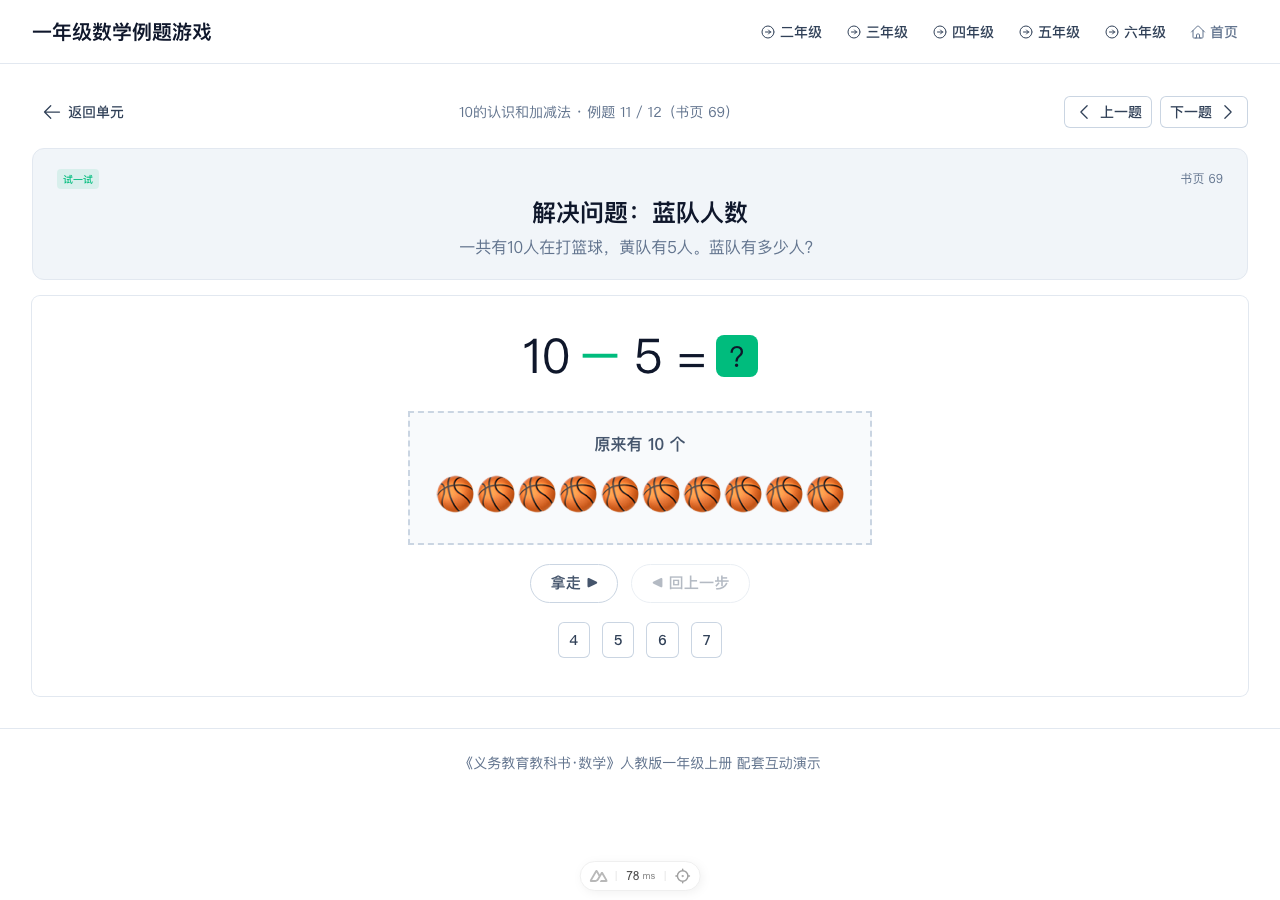 一年级数学例题游戏
二年级 三年级 四年级 五年级 六年级 首页
返回单元
10的认识和加减法 · 例题 11 / 12（书页 69）
上一题 下一题
试一试
书页 69
解决问题：蓝队人数
一共有10人在打篮球，黄队有5人。蓝队有多少人?
10 － 5 = ?
原来有 10 个
拿走 ▶ ◀ 回上一步
4 5 6 7
《义务教育教科书·数学》人教版一年级上册 配套互动演示
78 ms